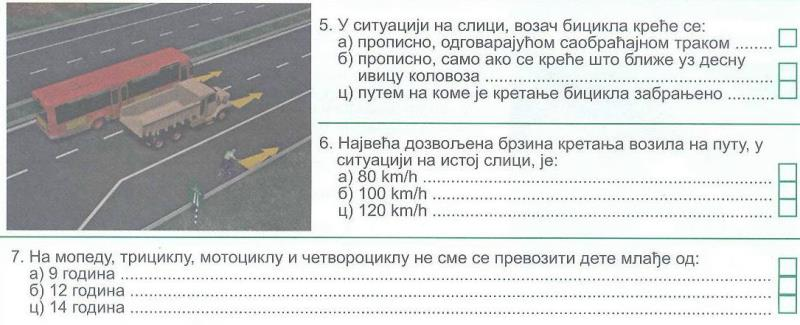 5. У ситуацији на слици, возач бицикла креће се:
а) прописно, одговарајућом саобраћајном траком ........
б) прописно, само ако се креће што ближе уз десну
ивицу коловоза ..........................................................
ц) путем на коме је кретање бицикла забрањено ..........
6. Највећа дозвољена брзина кретања возила на путу, у
ситуацији на истој слици, је:
а) 80 km/h ..................................................................
б) 100 km/h ................................................................
ц) 120 km/h ................................................................
7. На мопеду, трициклу, мотоциклу и четвороциклу не сме се превозити дете млађе од:
а) 9 година ................................................................................
б) 12 година ..............................................................................
ц) 14 година ..............................................................................